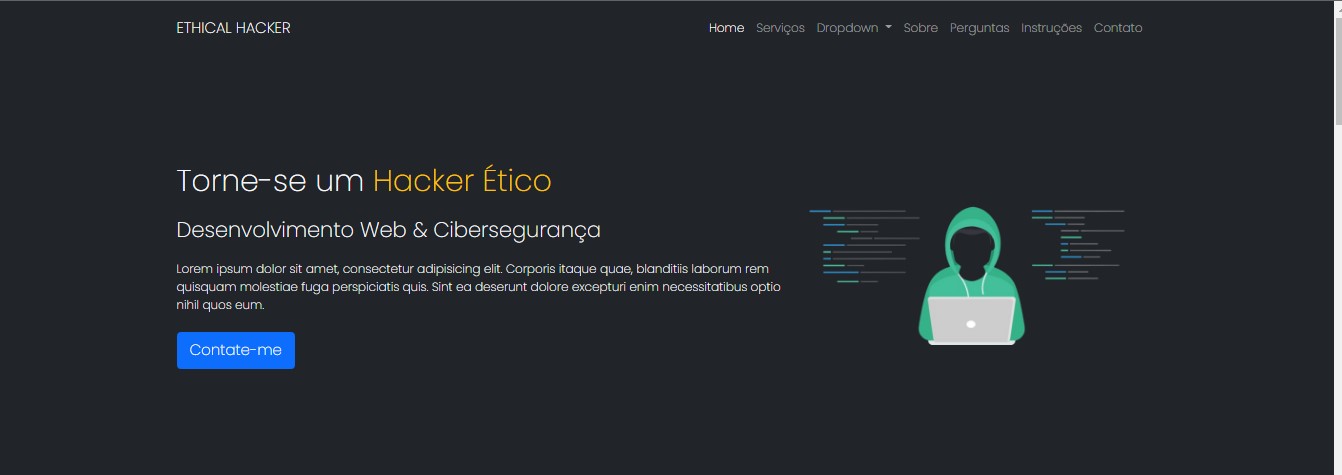 ETHICAL HACKER
Home Serviços Dropdown Sobre Perguntas Instruções Contato
Torne-se um Hacker Ético
Desenvolvimento Web & Cibersegurança
Lorem ipsum dolor sit amet, consectetur adipisicing elit. Corporis itaque quae, blanditiis laborum rem
quisquam molestiae fuga perspiciatis quis. Sint ea deserunt dolore excepturi enim necessitatibus optio
nihil quos eum.
Contate-me